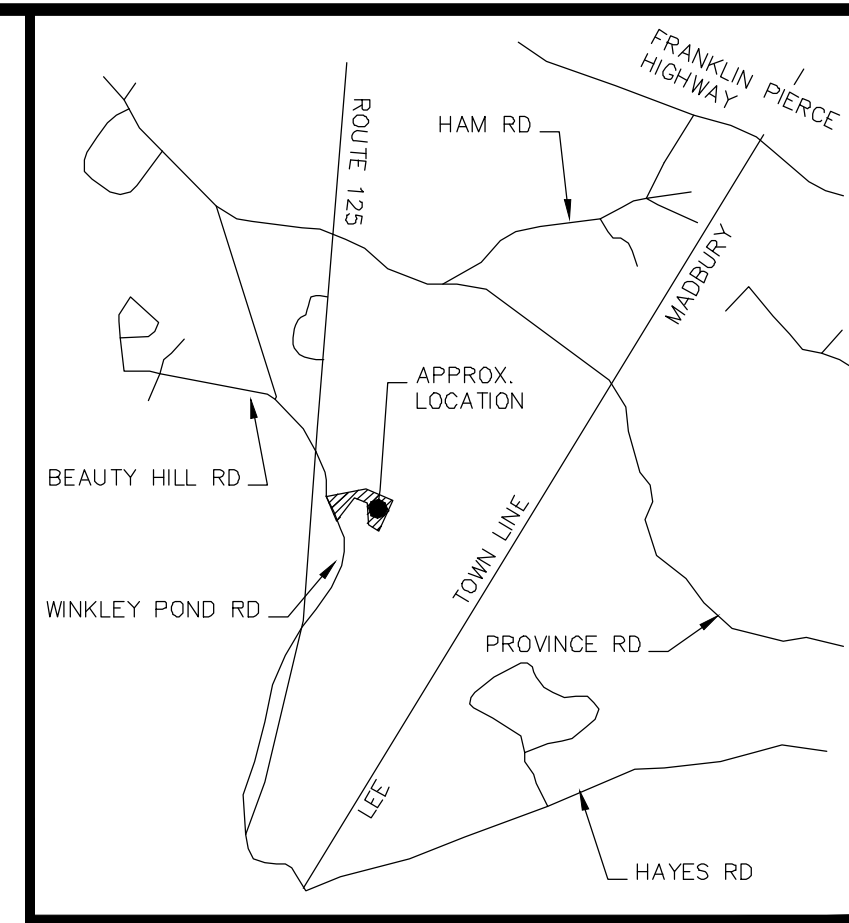 FRANKLIN PIERCE
HIGHWAY
HAM RD
ROUTE 125
MADBURY
APPROX.
LOCATION
BEAUTY HILL RD
TOWN LINE
WINKLEY POND RD
PROVINCE RD
LEE
HAYES RD